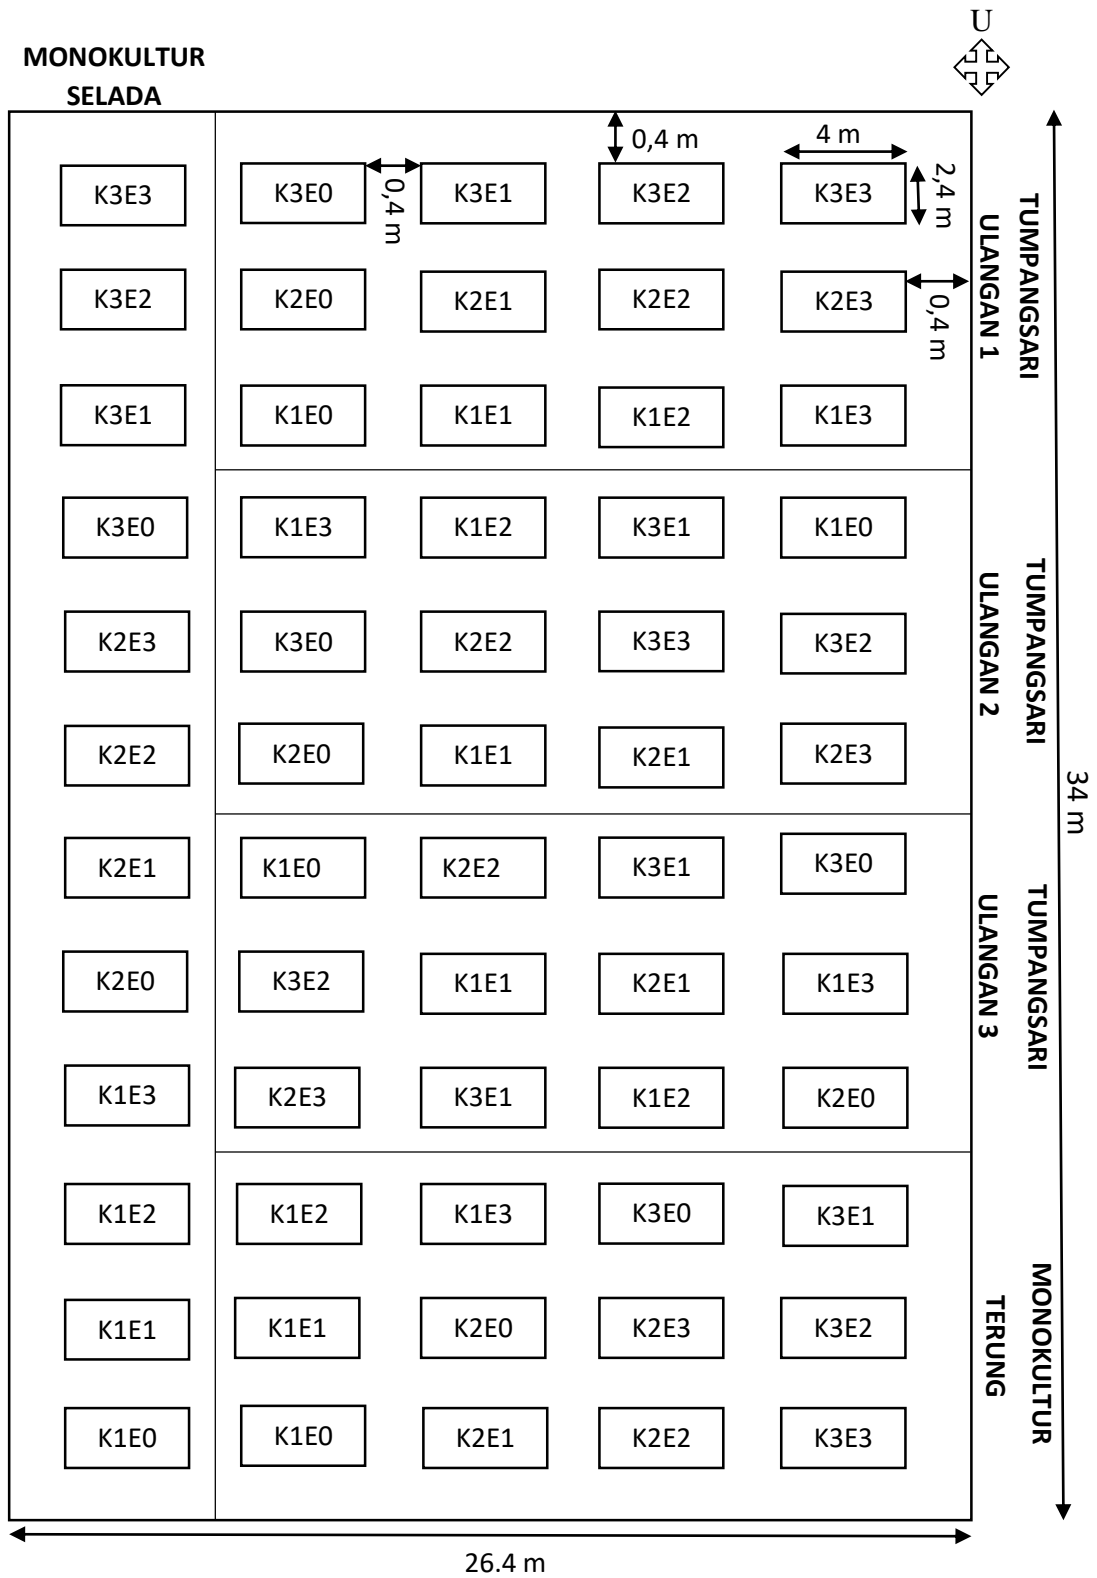 U
MONOKULTUR
SELADA
0,4 m
4 m
K3E3
K3E0
0,4 m
K3E1
K3E2
K3E3
2,4 m
K3E2
K2E0
K2E1
K2E2
K2E3
0,4 m
TUMPANGSARI
ULANGAN 1
K3E1
K1E0
K1E1
K1E2
K1E3
K3E0
K1E3
K1E2
K3E1
K1E0
K2E3
K3E0
K2E2
K3E3
K3E2
TUMPANGSARI
ULANGAN 2
K2E2
K2E0
K1E1
K2E1
K2E3
34 m
K2E1
K1E0
K2E2
K3E1
K3E0
K2E0
K3E2
K1E1
K2E1
K1E3
TUMPANGSARI
ULANGAN 3
K1E3
K2E3
K3E1
K1E2
K2E0
K1E2
K1E2
K1E3
K3E0
K3E1
K1E1
K1E1
K2E0
K2E3
K3E2
MONOKULTUR
TERUNG
K1E0
K1E0
K2E1
K2E2
K3E3
26.4 m